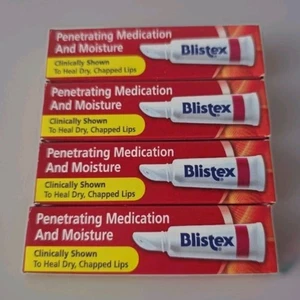 Penetrating Medication
And Moisture
Blistex
Clinically Shown
To Heal Dry, Chapped Lips
Penetrating Medication
And Moisture
Blistex
Clinically Shown
To Heal Dry, Chapped Lips
Penetrating Medication
And Moisture
Blistex
Clinically Shown
To Heal Dry, Chapped Lips
Penetrating Medication
And Moisture
Blistex
Clinically Shown
To Heal Dry, Chapped Lips